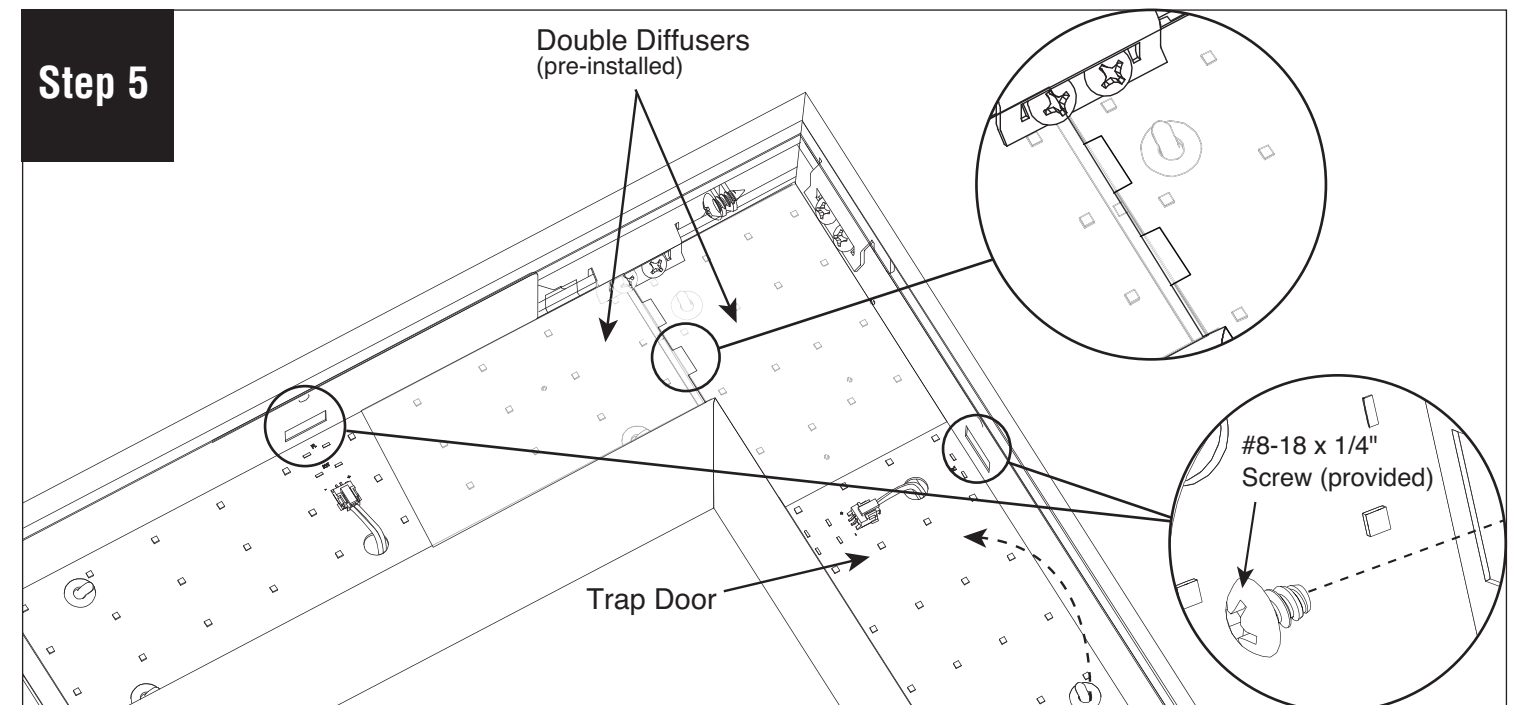 Step 5
Double Diffusers
(pre-installed)
#8-18 x 1/4"
Screw (provided)
Trap Door